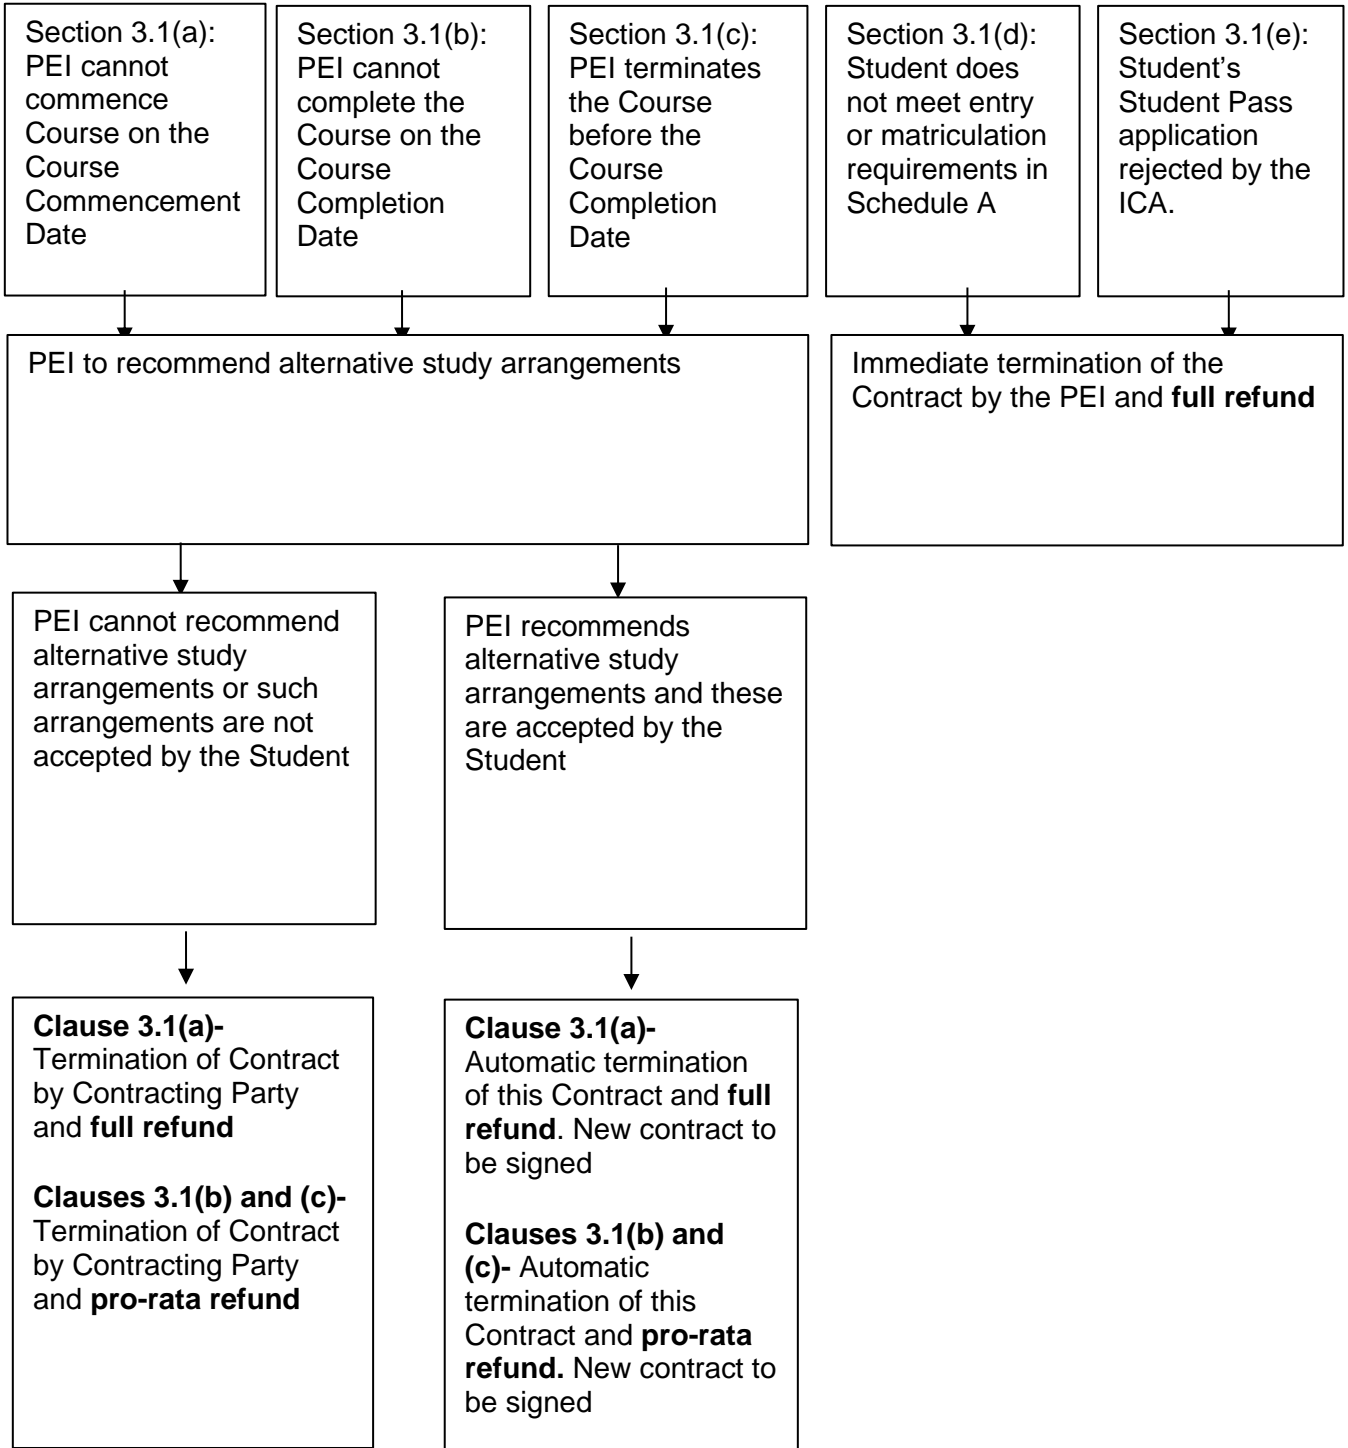 Section 3.1(a):
PEI cannot
commence
Course on the
Course
Commencement
Date
Section 3.1(b):
PEI cannot
complete the
Course on the
Course
Completion
Date
Section 3.1(c):
PEI terminates
the Course
before the
Course
Completion
Date
Section 3.1(d):
Student does
not meet entry
or matriculation
requirements in
Schedule A
Section 3.1(e):
Student’s
Student Pass
application
rejected by the
ICA.
PEI to recommend alternative study arrangements
Immediate termination of the
Contract by the PEI and full refund
PEI cannot recommend
alternative study
arrangements or such
arrangements are not
accepted by the Student
PEI recommends
alternative study
arrangements and these
are accepted by the
Student
Clause 3.1(a)-
Termination of Contract
by Contracting Party
and full refund
Clauses 3.1(b) and (c)-
Termination of Contract
by Contracting Party
and pro-rata refund
Clause 3.1(a)-
Automatic termination
of this Contract and full
refund. New contract to
be signed
Clauses 3.1(b) and
(c)- Automatic
termination of this
Contract and pro-rata
refund. New contract to
be signed